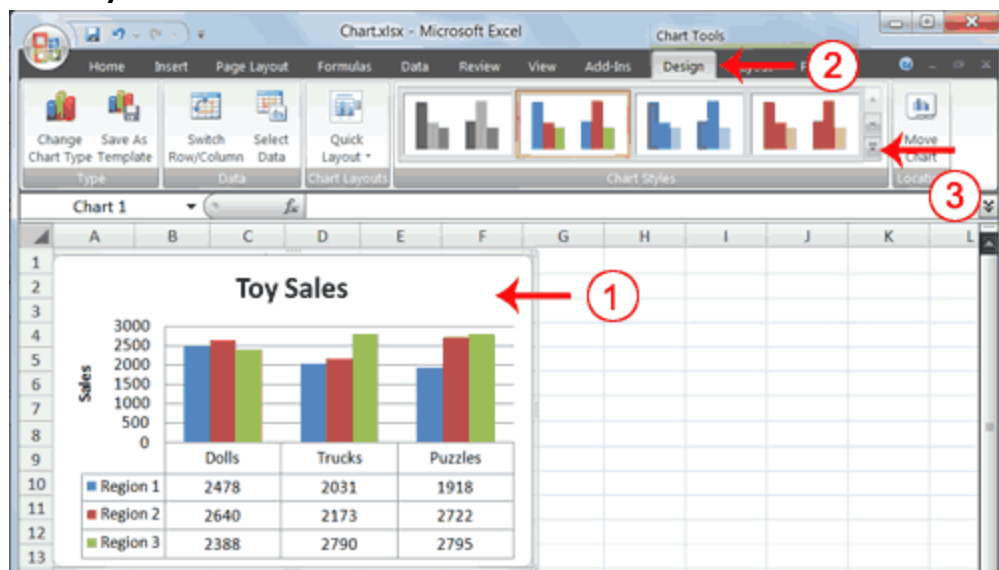 Chart.xlsx - Microsoft Excel
Chart Tools
Home Insert Page Layout Formulas Data Review View Add-Ins Design
2
Change Chart Type
Save As Template
Switch Row/Column
Select Data
Quick Layout
Move Chart
Type Data Chart Layouts Chart Styles
3
Chart 1 fx
A B C D E F G H I J K L
1
2
3
4
5
6
7
8
9
10
11
12
13
Toy Sales
1
Sales
3000
2500
2000
1500
1000
500
0
Dolls Trucks Puzzles
Region 1 2478 2031 1918
Region 2 2640 2173 2722
Region 3 2388 2790 2795